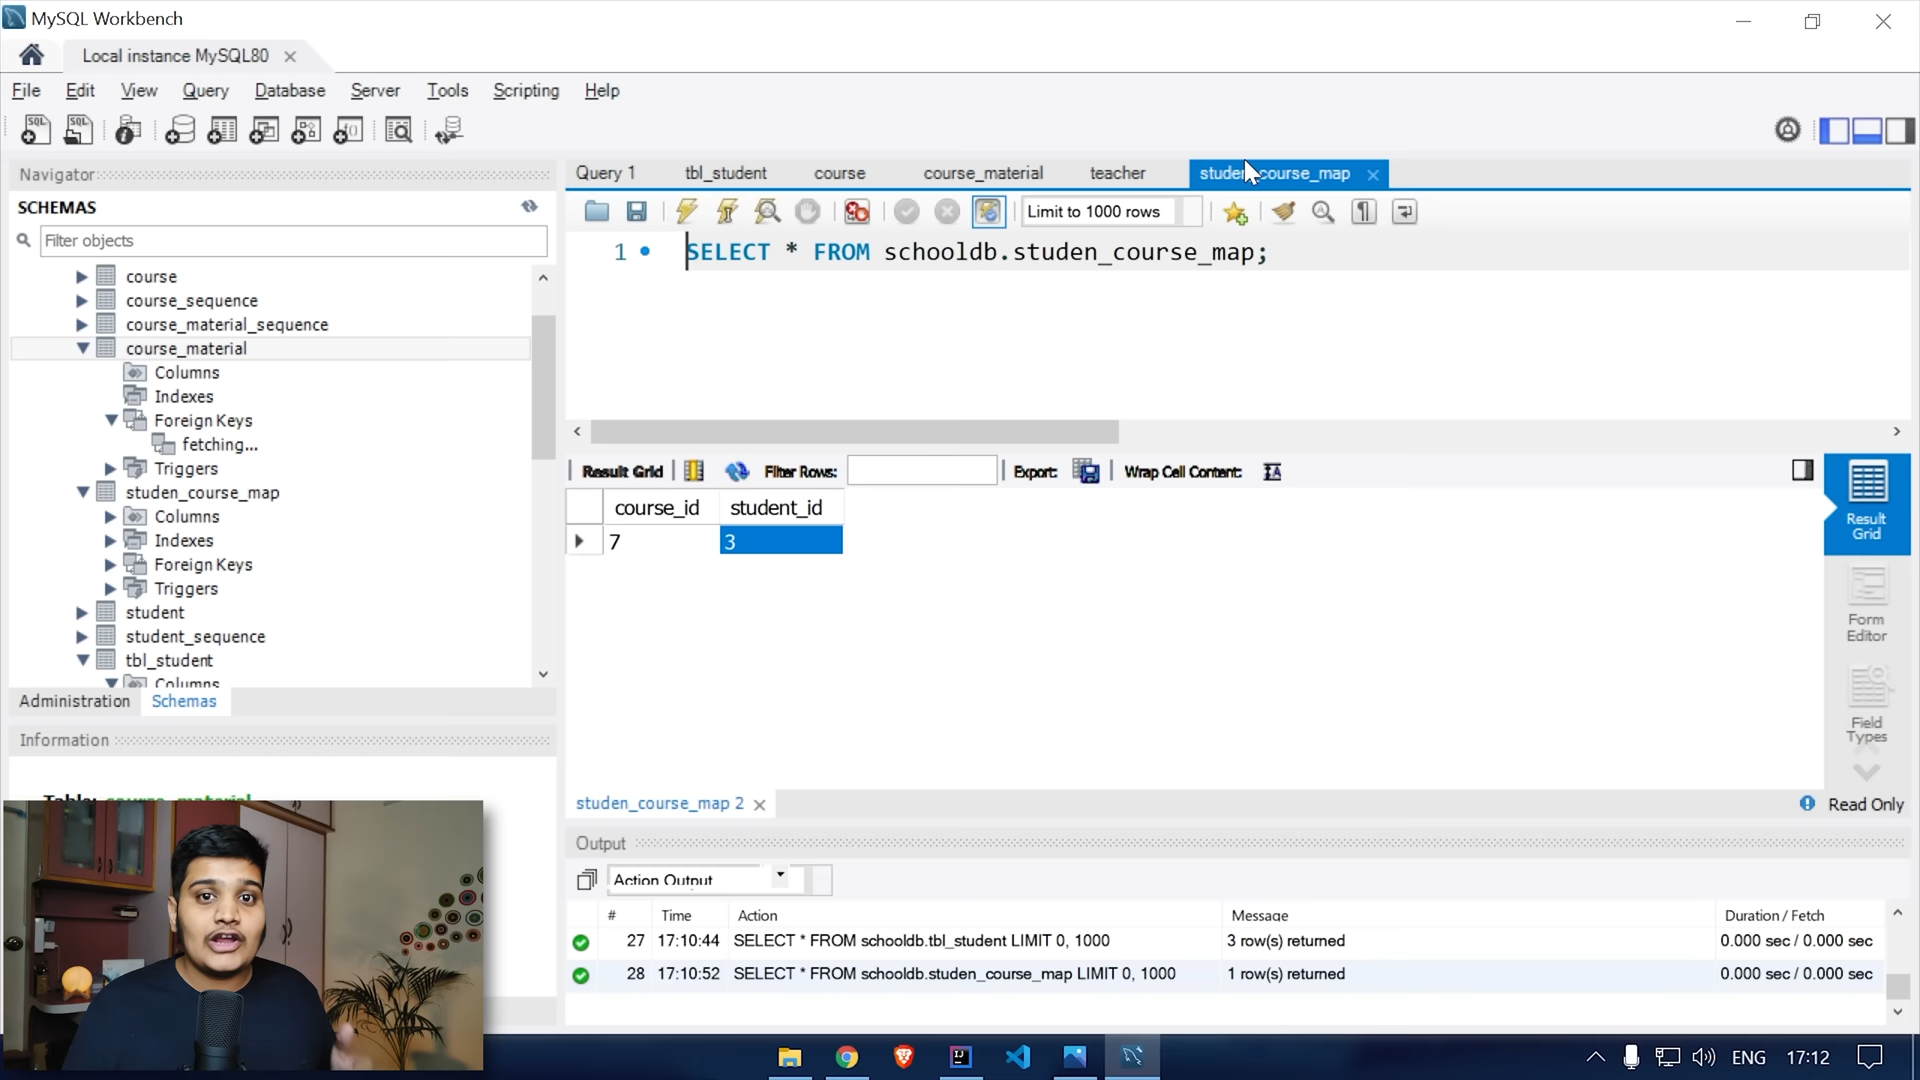 MySQL Workbench
Local instance MySQL80
File Edit View Query Database Server Tools Scripting Help
Navigator
SCHEMAS
Filter objects
course
course_sequence
course_material_sequence
course_material
Columns
Indexes
Foreign Keys
fetching...
Triggers
studen_course_map
Columns
Indexes
Foreign Keys
Triggers
student
student_sequence
tbl_student
Columns
Administration Schemas
Information
Table: course_material
Query 1 tbl_student course course_material teacher studen_course_map
Limit to 1000 rows
1 SELECT * FROM schooldb.studen_course_map;
Result Grid Filter Rows: Export: Wrap Cell Content:
course_id student_id
7 3
Result
Grid
Form
Editor
Field
Types
studen_course_map 2
Read Only
Output
Action Output
# Time Action Message Duration / Fetch
27 17:10:44 SELECT * FROM schooldb.tbl_student LIMIT 0, 1000 3 row(s) returned 0.000 sec / 0.000 sec
28 17:10:52 SELECT * FROM schooldb.studen_course_map LIMIT 0, 1000 1 row(s) returned 0.000 sec / 0.000 sec
ENG 17:12